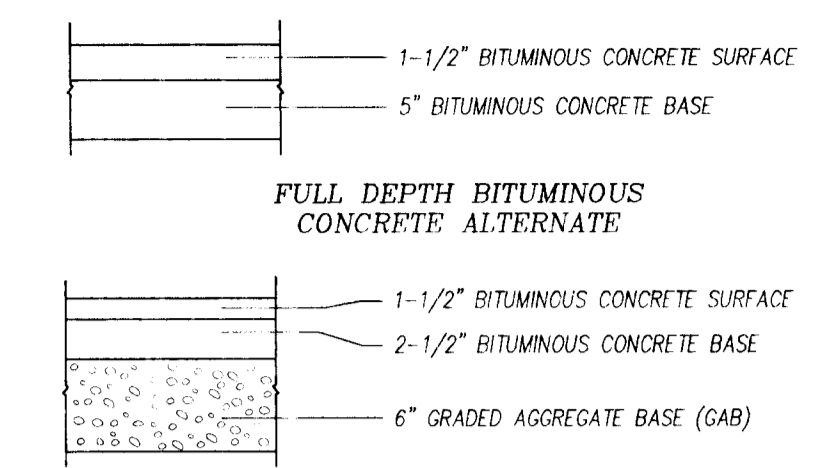 1-1/2" BITUMINOUS CONCRETE SURFACE
5" BITUMINOUS CONCRETE BASE
FULL DEPTH BITUMINOUS
CONCRETE ALTERNATE
1-1/2" BITUMINOUS CONCRETE SURFACE
2-1/2" BITUMINOUS CONCRETE BASE
6" GRADED AGGREGATE BASE (GAB)